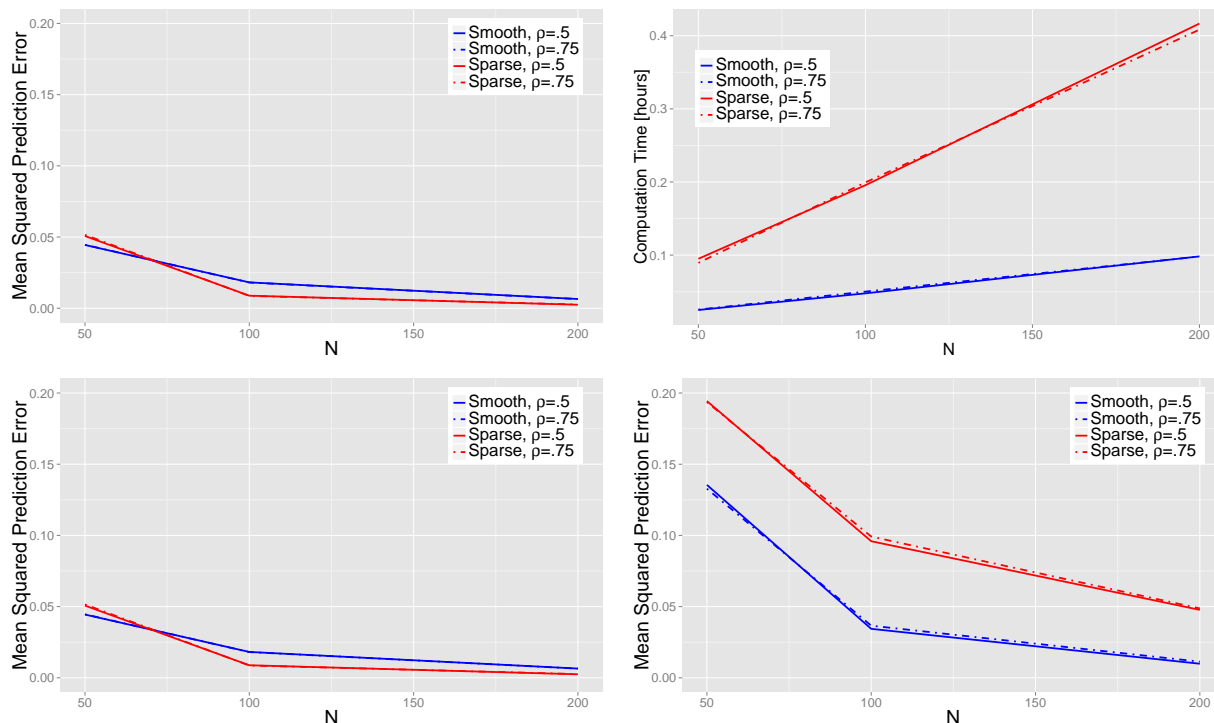 Mean Squared Prediction Error
0.20
0.15
0.10
0.05
0.00
Smooth, ρ=.5
Smooth, ρ=.75
Sparse, ρ=.5
Sparse, ρ=.75
50
100
150
200
N
Computation Time [hours]
0.4
0.3
0.2
0.1
Smooth, ρ=.5
Smooth, ρ=.75
Sparse, ρ=.5
Sparse, ρ=.75
50
100
150
200
N
Mean Squared Prediction Error
0.20
0.15
0.10
0.05
0.00
Smooth, ρ=.5
Smooth, ρ=.75
Sparse, ρ=.5
Sparse, ρ=.75
50
100
150
200
N
Mean Squared Prediction Error
0.20
0.15
0.10
0.05
0.00
Smooth, ρ=.5
Smooth, ρ=.75
Sparse, ρ=.5
Sparse, ρ=.75
50
100
150
200
N